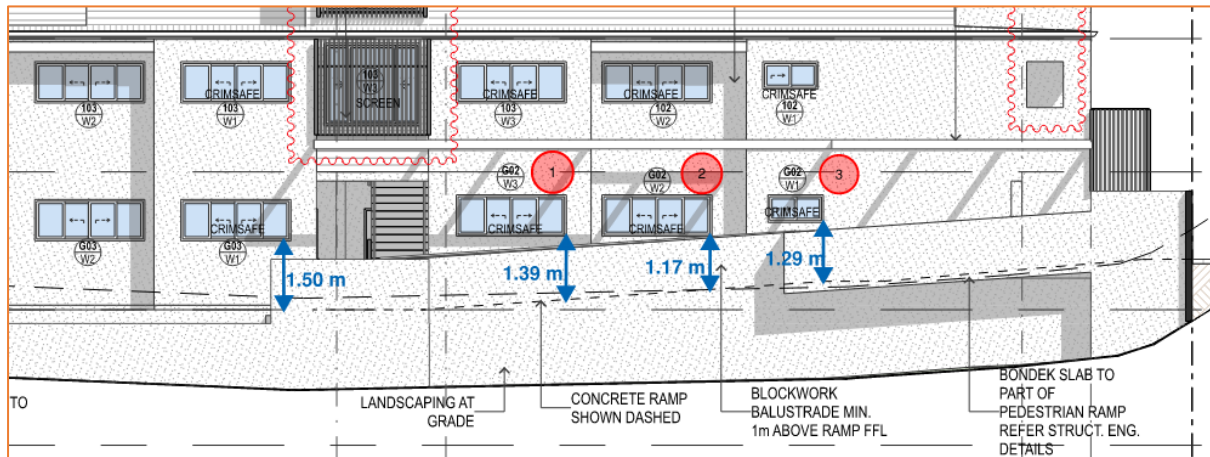 103
W2
CRIMSAFE
103
W1
103
W3
SCREEN
CRIMSAFE
103
W3
CRIMSAFE
102
W2
CRIMSAFE
102
W1
G02
W3
1
G02
W2
2
G02
W1
3
G03
W2
CRIMSAFE
G03
W1
CRIMSAFE
CRIMSAFE
CRIMSAFE
1.50 m
1.39 m
1.17 m
1.29 m
TO
LANDSCAPING AT
GRADE
CONCRETE RAMP
SHOWN DASHED
BLOCKWORK
BALUSTRADE MIN.
1m ABOVE RAMP FFL
BONDEK SLAB TO
PART OF
PEDESTRIAN RAMP
REFER STRUCT. ENG.
DETAILS